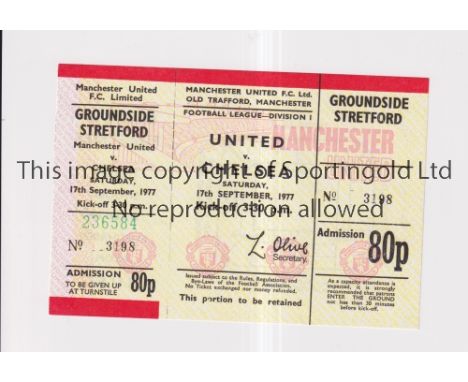 Manchester United
F.C. Limited
GROUNDSIDE
STRETFORD
Manchester United
v.
CHELSEA
SATURDAY,
17th September, 1977
Kick-off 3-30 p.m.
236584
No 3198
ADMISSION
TO BE GIVEN UP
AT TURNSTILE
80p
MANCHESTER UNITED F.C. Ltd.
OLD TRAFFORD, MANCHESTER
FOOTBALL LEAGUE—DIVISION I
MANCHESTER
UNITED
v.
CHELSEA
SATURDAY,
17th September, 1977
Kick-off 3-30 p.m.
L. Olive
Secretary.
Issued subject to the Rules, Regulations, and
Bye-Laws of the Football Association.
No Ticket exchanged nor money refunded.
This portion to be retained
GROUNDSIDE
STRETFORD
No 3198
Admission 80p
As a capacity attendance is
expected, it is strongly
recommended that patrons
ENTER THE GROUND
not less than 30 minutes
before kick-off.
This image copyright of Sportingold Ltd
No reproduction allowed